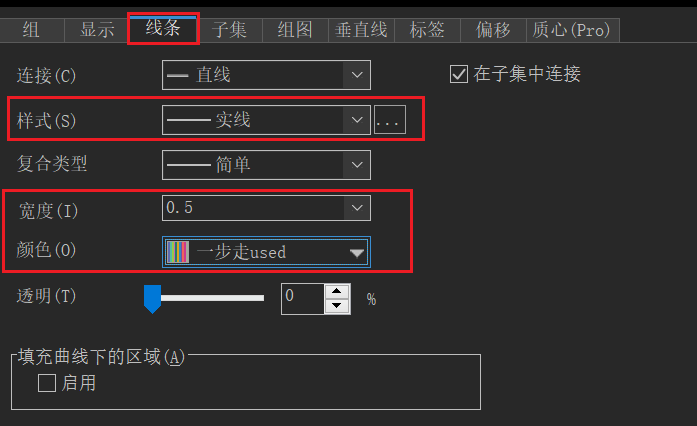 组 显示 线条 子集 组图 垂直线 标签 偏移 质心(Pro)
连接(C) 直线 在子集中连接
样式(S) 实线 ...
复合类型 简单
宽度(I) 0.5
颜色(O) 一步走used
透明(T) 0 %
填充曲线下的区域(A)
启用